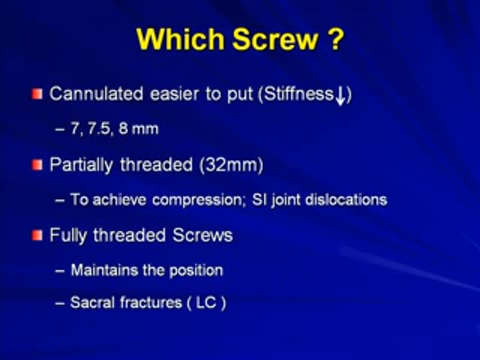 Which Screw ?
Cannulated easier to put (Stiffness↓)
– 7, 7.5, 8 mm
Partially threaded (32mm)
– To achieve compression; SI joint dislocations
Fully threaded Screws
– Maintains the position
– Sacral fractures ( LC )